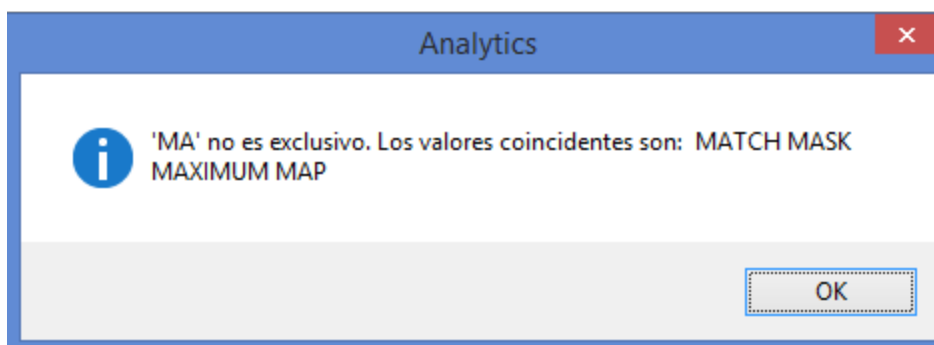 Analytics
'MA' no es exclusivo. Los valores coincidentes son:  MATCH MASK
MAXIMUM MAP
OK